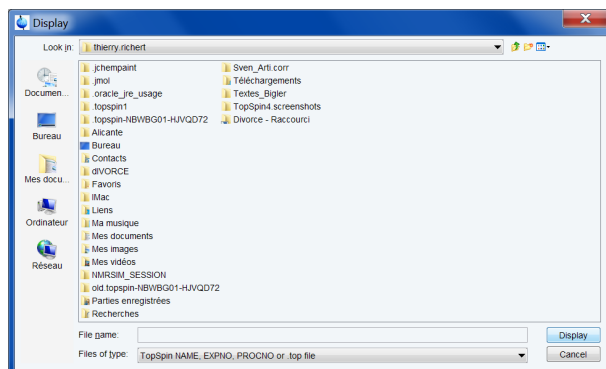 Display
Look in:
thierry.richert
Documen...
Bureau
Mes docu...
Ordinateur
Réseau
.jchempaint
.jmol
.oracle_jre_usage
.topspin1
.topspin-NBWBG01-HJVQD72
Alicante
Bureau
Contacts
dIVORCE
Favoris
IMac
Liens
Ma musique
Mes documents
Mes images
Mes vidéos
NMRSIM_SESSION
old.topspin-NBWBG01-HJVQD72
Parties enregistrées
Recherches
Sven_Arti.corr
Téléchargements
Textes_Bigler
TopSpin4.screenshots
Divorce - Raccourci
File name:
Display
Files of type:
TopSpin NAME, EXPNO, PROCNO or .top file
Cancel